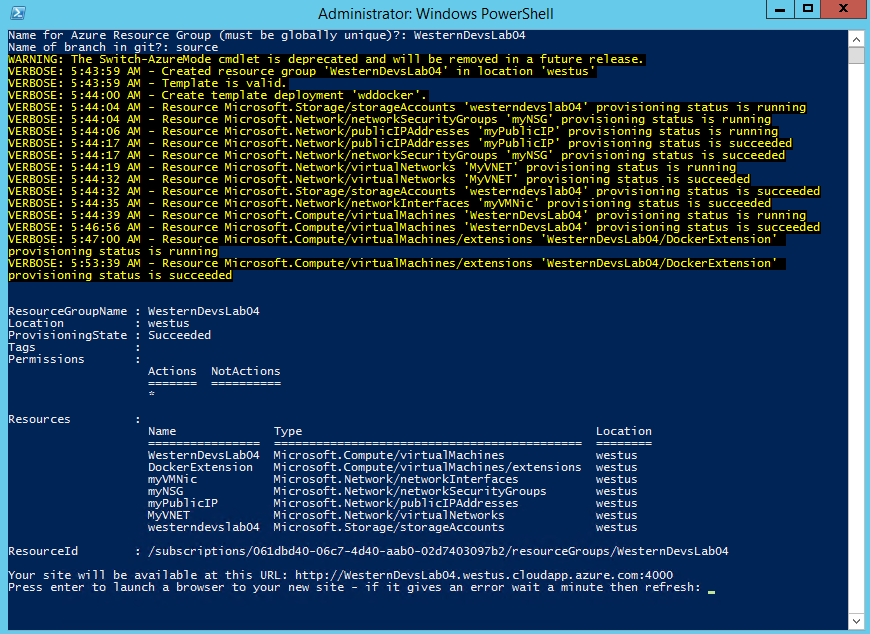 Administrator: Windows PowerShell
Name for Azure Resource Group (must be globally unique)?: WesternDevsLab04
Name of branch in git?: source
WARNING: The Switch-AzureMode cmdlet is deprecated and will be removed in a future release.
VERBOSE: 5:43:59 AM - Created resource group 'WesternDevsLab04' in location 'westus'
VERBOSE: 5:43:59 AM - Template is valid.
VERBOSE: 5:44:00 AM - Create template deployment 'wddocker'.
VERBOSE: 5:44:04 AM - Resource Microsoft.Storage/storageAccounts 'westerndevslab04' provisioning status is running
VERBOSE: 5:44:04 AM - Resource Microsoft.Network/networkSecurityGroups 'myNSG' provisioning status is running
VERBOSE: 5:44:06 AM - Resource Microsoft.Network/publicIPAddresses 'myPublicIP' provisioning status is running
VERBOSE: 5:44:17 AM - Resource Microsoft.Network/publicIPAddresses 'myPublicIP' provisioning status is succeeded
VERBOSE: 5:44:17 AM - Resource Microsoft.Network/networkSecurityGroups 'myNSG' provisioning status is succeeded
VERBOSE: 5:44:19 AM - Resource Microsoft.Network/virtualNetworks 'MyVNET' provisioning status is running
VERBOSE: 5:44:32 AM - Resource Microsoft.Network/virtualNetworks 'MyVNET' provisioning status is succeeded
VERBOSE: 5:44:32 AM - Resource Microsoft.Storage/storageAccounts 'westerndevslab04' provisioning status is succeeded
VERBOSE: 5:44:35 AM - Resource Microsoft.Network/networkInterfaces 'myVMNic' provisioning status is succeeded
VERBOSE: 5:44:39 AM - Resource Microsoft.Compute/virtualMachines 'WesternDevsLab04' provisioning status is running
VERBOSE: 5:46:56 AM - Resource Microsoft.Compute/virtualMachines 'WesternDevsLab04' provisioning status is succeeded
VERBOSE: 5:47:00 AM - Resource Microsoft.Compute/virtualMachines/extensions 'WesternDevsLab04/DockerExtension'
provisioning status is running
VERBOSE: 5:53:39 AM - Resource Microsoft.Compute/virtualMachines/extensions 'WesternDevsLab04/DockerExtension'
provisioning status is succeeded
ResourceGroupName : WesternDevsLab04
Location          : westus
ProvisioningState : Succeeded
Tags              :
Permissions       :
                    Actions  NotActions
                    =======  ==========
                    *
Resources         :
                    Name              Type                                          Location
                    ================  ============================================  ========
                    WesternDevsLab04  Microsoft.Compute/virtualMachines             westus
                    DockerExtension   Microsoft.Compute/virtualMachines/extensions  westus
                    myVMNic           Microsoft.Network/networkInterfaces           westus
                    myNSG             Microsoft.Network/networkSecurityGroups       westus
                    myPublicIP        Microsoft.Network/publicIPAddresses           westus
                    MyVNET            Microsoft.Network/virtualNetworks             westus
                    westerndevslab04  Microsoft.Storage/storageAccounts             westus
ResourceId        : /subscriptions/061dbd40-06c7-4d40-aab0-02d7403097b2/resourceGroups/WesternDevsLab04
Your site will be available at this URL: http://WesternDevsLab04.westus.cloudapp.azure.com:4000
Press enter to launch a browser to your new site - if it gives an error wait a minute then refresh: _